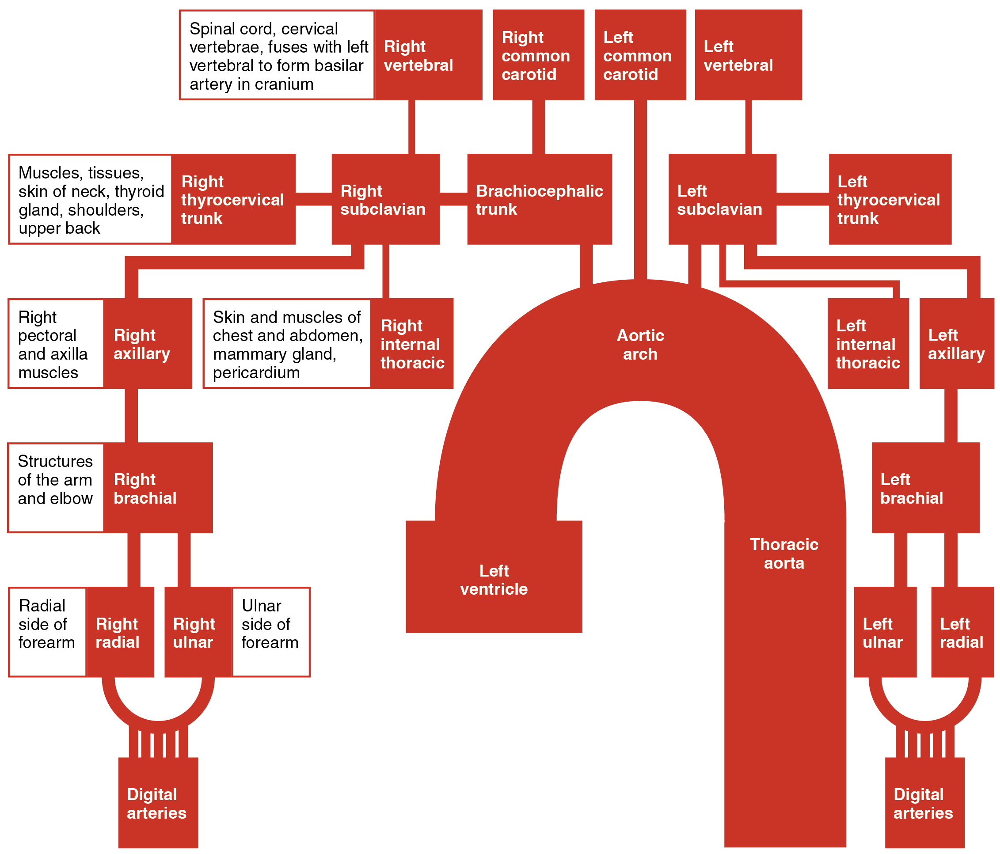 Spinal cord, cervical
vertebrae, fuses with left
vertebral to form basilar
artery in cranium
Right
vertebral
Right
common
carotid
Left
common
carotid
Left
vertebral
Muscles, tissues,
skin of neck, thyroid
gland, shoulders,
upper back
Right
thyrocervical
trunk
Right
subclavian
Brachiocephalic
trunk
Left
subclavian
Left
thyrocervical
trunk
Right
pectoral
and axilla
muscles
Right
axillary
Skin and muscles of
chest and abdomen,
mammary gland,
pericardium
Right
internal
thoracic
Aortic
arch
Left
internal
thoracic
Left
axillary
Structures
of the arm
and elbow
Right
brachial
Left
brachial
Left
ventricle
Thoracic
aorta
Radial
side of
forearm
Right
radial
Right
ulnar
Ulnar
side of
forearm
Left
ulnar
Left
radial
Digital
arteries
Digital
arteries